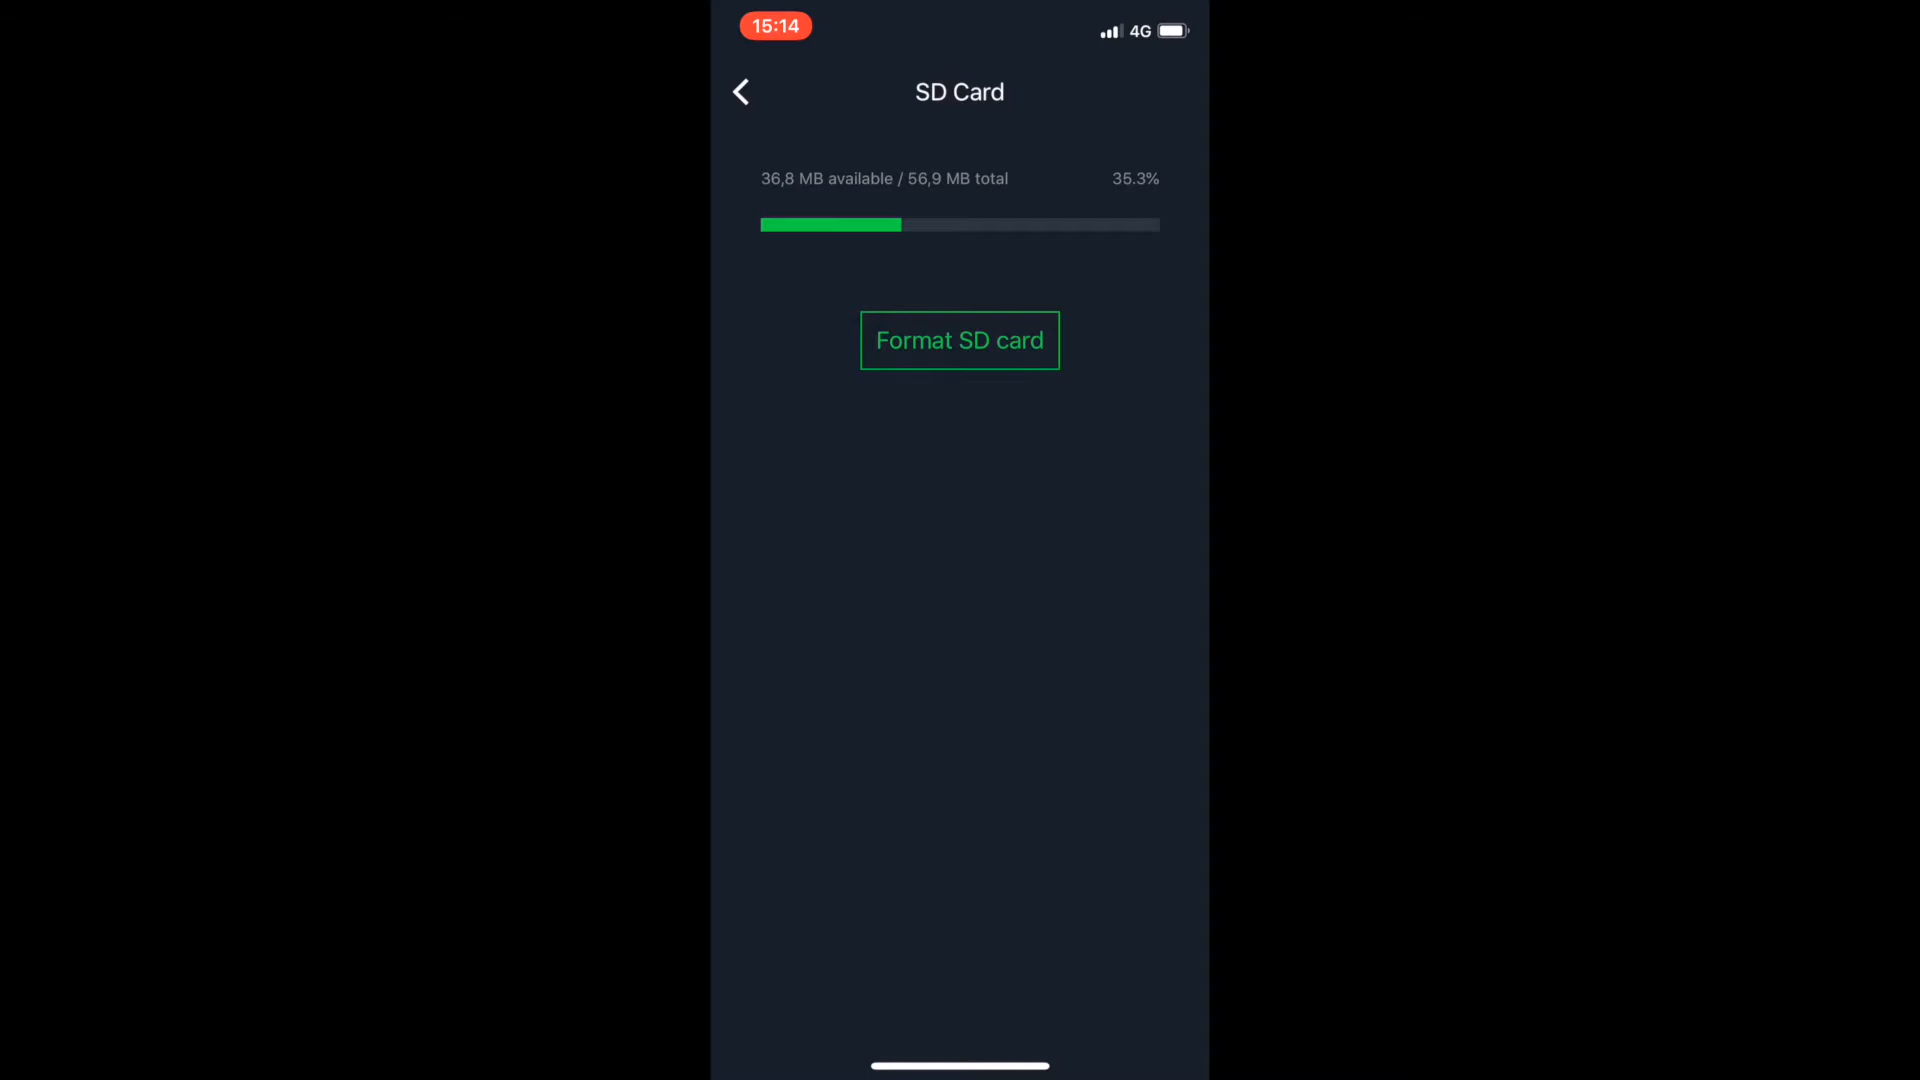 15:14
4G
SD Card
36,8 MB available / 56,9 MB total
35.3%
Format SD card